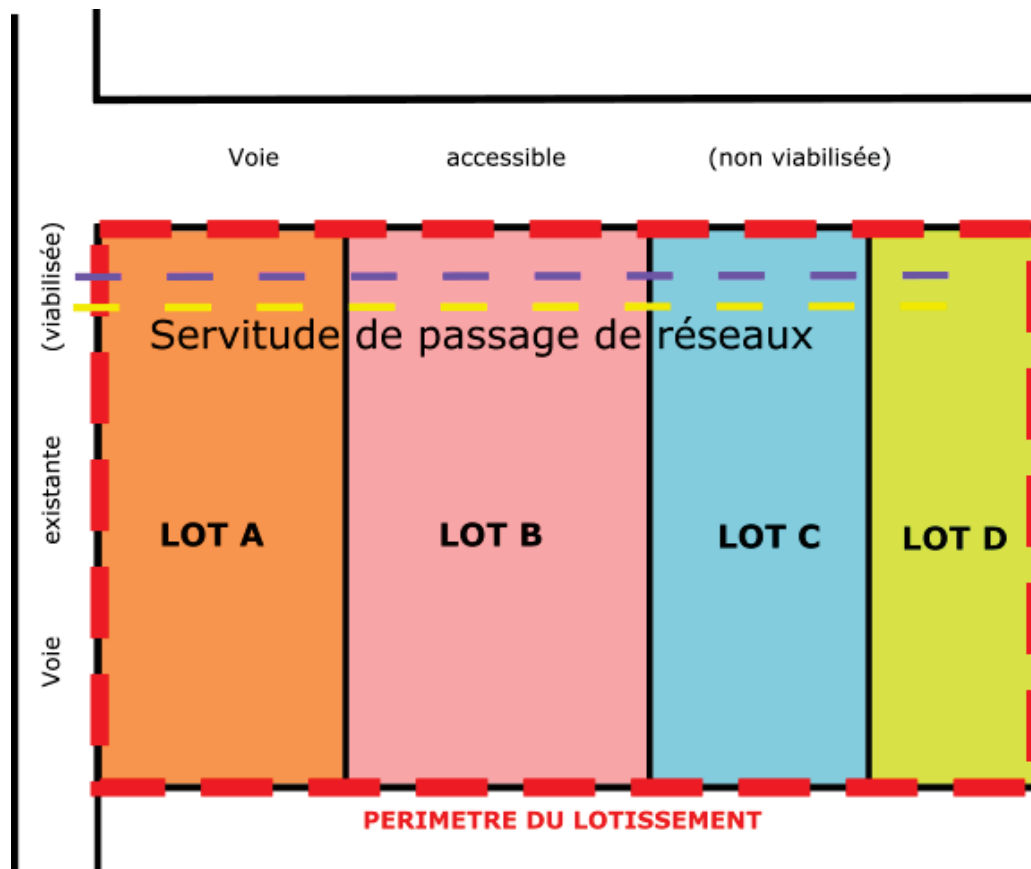 Voie accessible (non viabilisée)
Voie existante (viabilisée)
Servitude de passage de réseaux
LOT A LOT B LOT C LOT D
PERIMETRE DU LOTISSEMENT